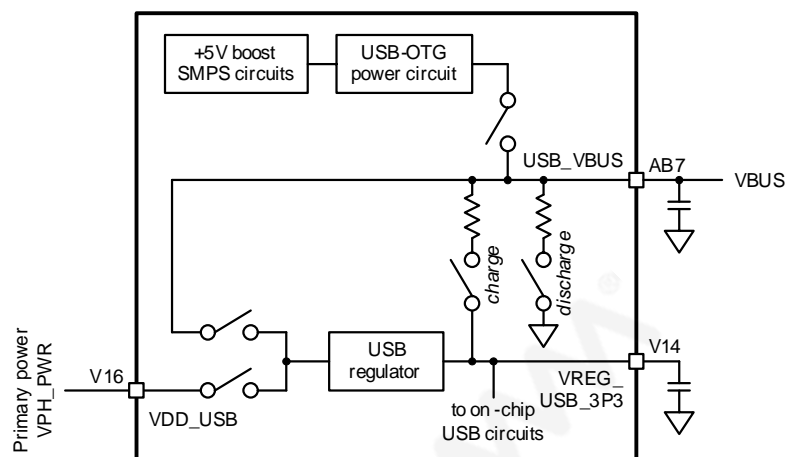 +5V boost
SMPS circuits
USB-OTG
power circuit
USB_VBUS
AB7
VBUS
charge
discharge
Primary power
VPH_PWR
V16
VDD_USB
USB
regulator
V14
VREG_
USB_3P3
to on -chip
USB circuits